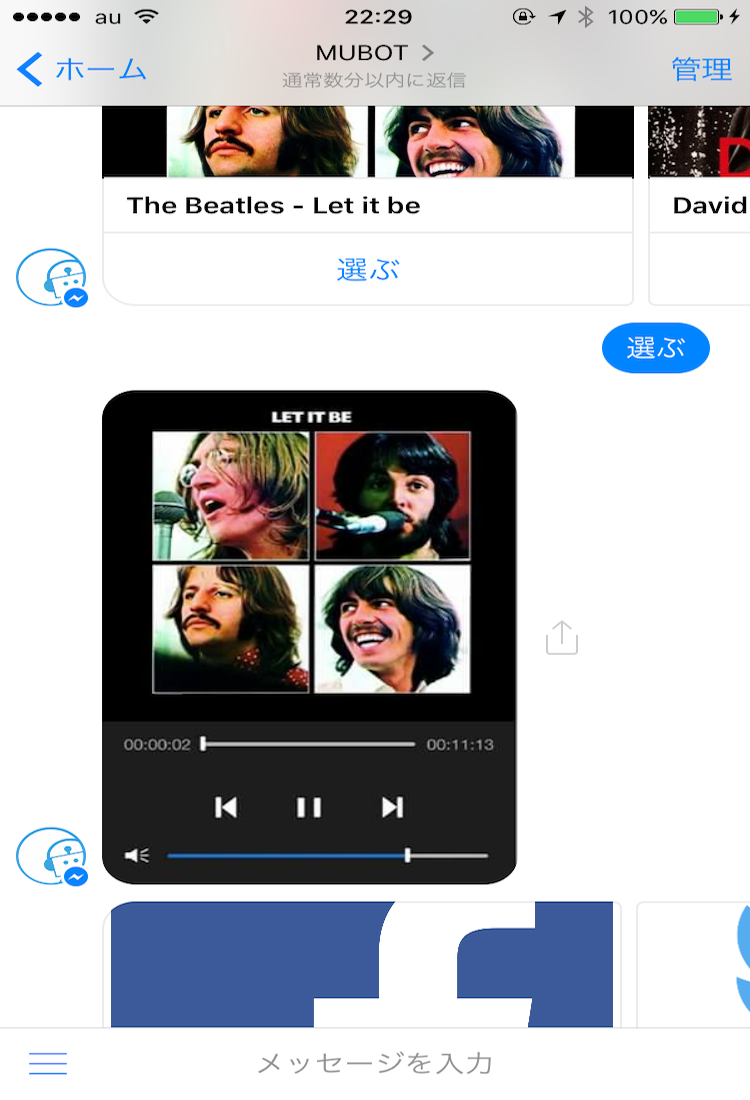 au 22:29 100%
ホーム MUBOT 管理
通常数分以内に返信
The Beatles - Let it be
David
選ぶ
選ぶ
LET IT BE
00:00:02 00:11:13
メッセージを入力